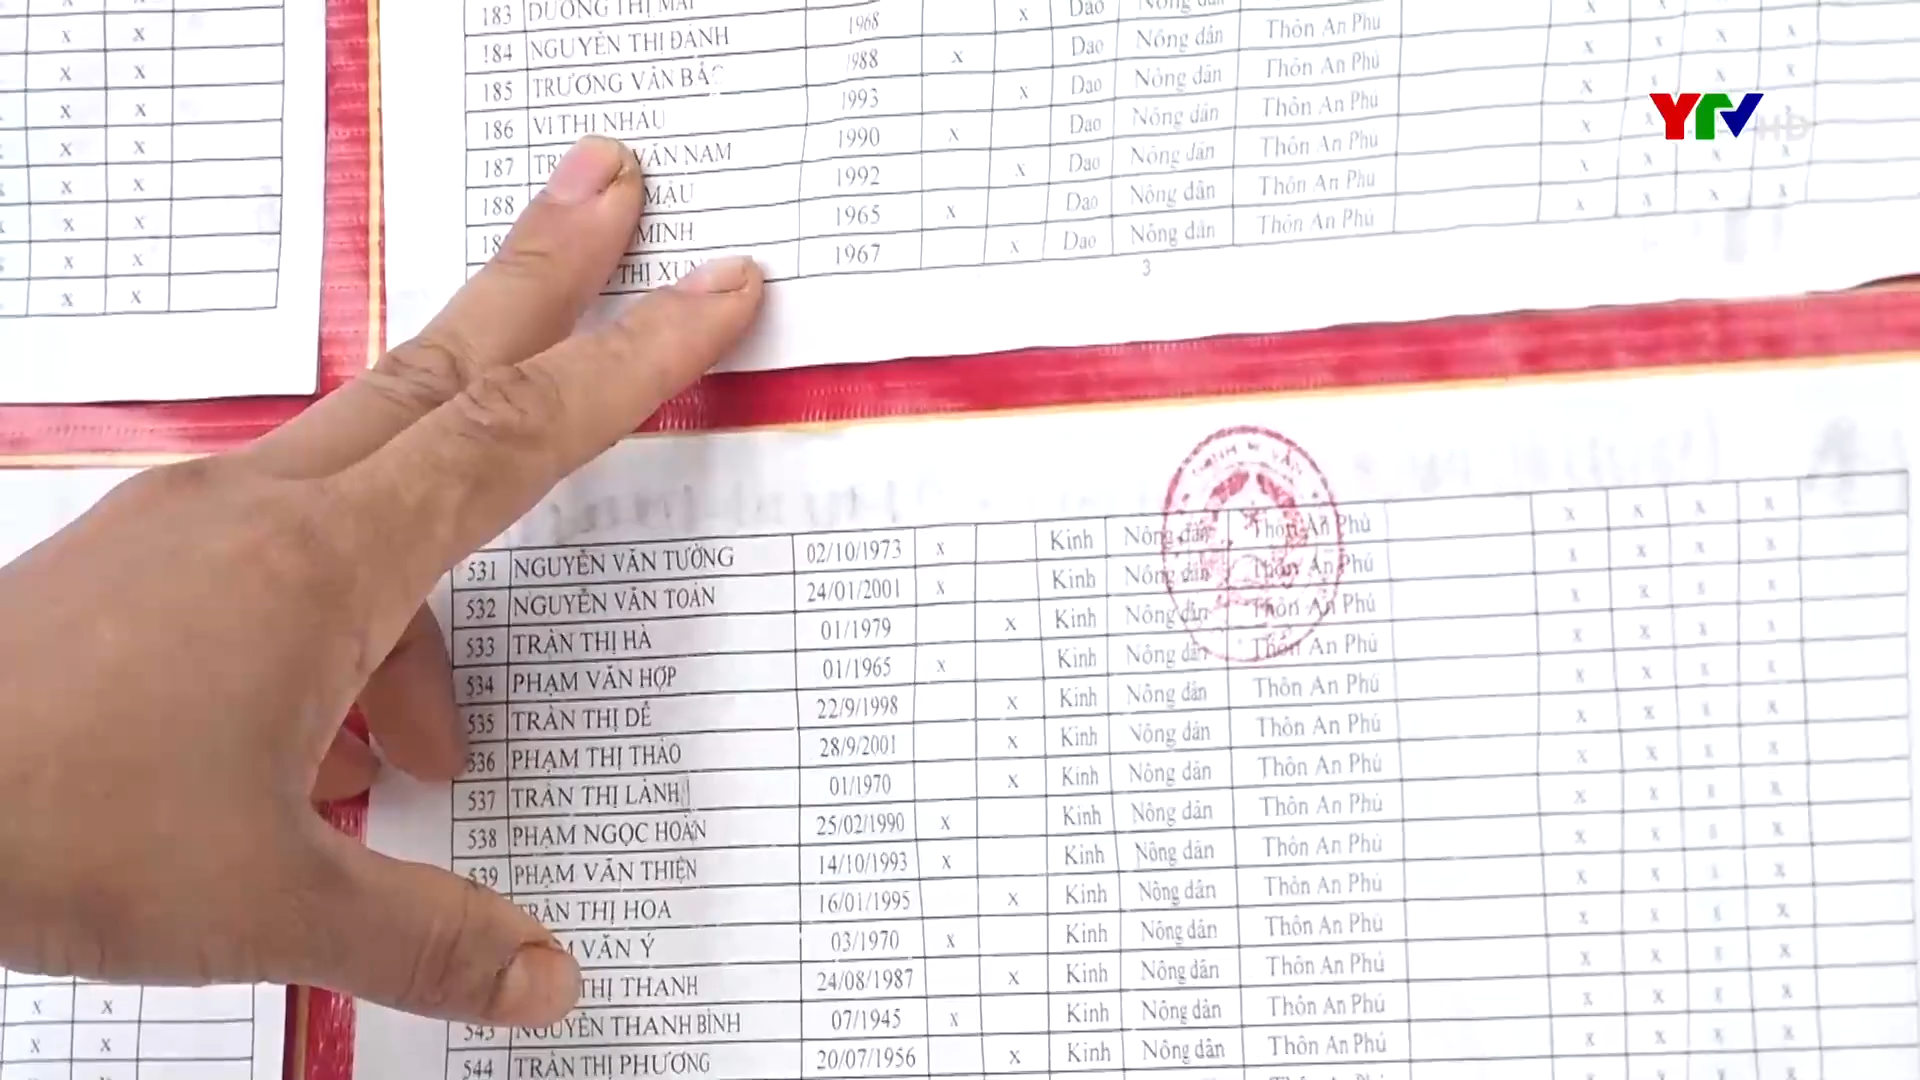 183 DƯƠNG THỊ MAI x Dao Nông dân
184 NGUYỄN THỊ ĐÀNH 1968 x Dao Nông dân Thôn An Phú x x x x
185 TRƯƠNG VĂN 1988 x Dao Nông dân Thôn An Phú x x x x
186 VI THỊ NHÂU 1993 x Dao Nông dân Thôn An Phú x x x x
187 VĂN NAM 1990 x Dao Nông dân Thôn An Phú x x x x
188 MẬU 1992 x Dao Nông dân Thôn An Phú x x x x
MINH 1965 x Dao Nông dân Thôn An Phú x x x x
THỊ 1967 x Dao Nông dân Thôn An Phú
3
YTV HD
531 NGUYỄN VĂN TƯỞNG 02/10/1973 x Kinh Nông dân Thôn An Phú x x x x
532 NGUYỄN VĂN TOÀN 24/01/2001 x Kinh Nông dân Thôn An Phú x x x x
533 TRẦN THỊ HÀ 01/1979 x Kinh Nông dân Thôn An Phú x x x x
534 PHẠM VĂN HỢP 01/1965 x Kinh Nông dân Thôn An Phú x x x x
535 TRẦN THỊ DỄ 22/9/1998 x Kinh Nông dân Thôn An Phú x x x x
536 PHẠM THỊ THẢO 28/9/2001 x Kinh Nông dân Thôn An Phú x x x x
537 TRẦN THỊ LÀNH 01/1970 x Kinh Nông dân Thôn An Phú x x x x
538 PHẠM NGỌC HOÀN 25/02/1990 x Kinh Nông dân Thôn An Phú x x x x
539 PHẠM VĂN THIỆN 14/10/1993 x Kinh Nông dân Thôn An Phú x x x x
TRẦN THỊ HOA 16/01/1995 x Kinh Nông dân Thôn An Phú x x x x
VĂN Ý 03/1970 x Kinh Nông dân Thôn An Phú x x x x
THỊ THANH 24/08/1987 x Kinh Nông dân Thôn An Phú x x x x
543 NGUYỄN THANH BÌNH 07/1945 x Kinh Nông dân Thôn An Phú x x x x
544 TRẦN THỊ PHƯƠNG 20/07/1956 x Kinh Nông dân Thôn An Phú x x x x